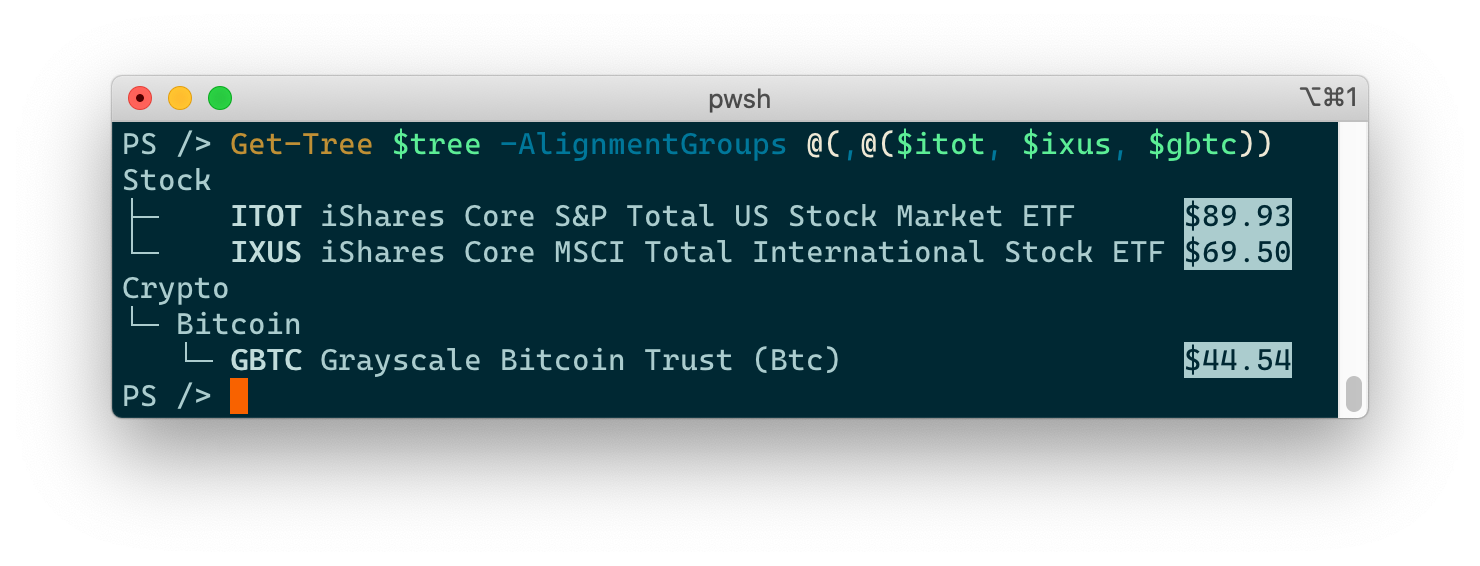 pwsh ⌥⌘1
PS /> Get-Tree $tree -AlignmentGroups @(,@($itot, $ixus, $gbtc))
Stock
├─    ITOT iShares Core S&P Total US Stock Market ETF      $89.93
└─    IXUS iShares Core MSCI Total International Stock ETF $69.50
Crypto
└─ Bitcoin
   └─ GBTC Grayscale Bitcoin Trust (Btc)                   $44.54
PS />